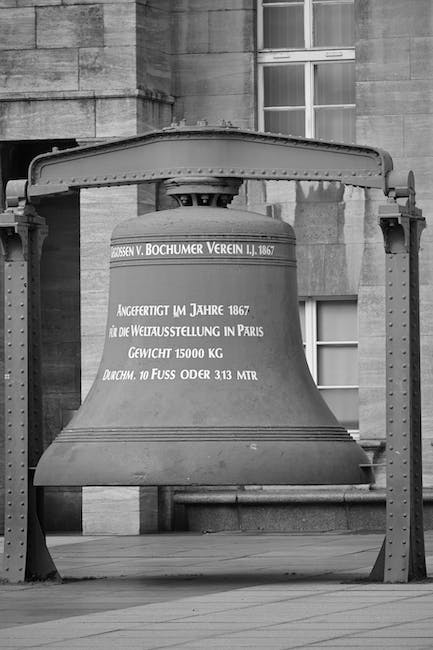 V. BOCHUMER VEREIN I.J. 1867
ANGEFERTIGT IM JAHRE 1867
FÜR DIE WELTAUSSTELLUNG IN PARIS
GEWICHT 15000 KG
DURCHM. 10 FUSS ODER 3,13 MTR